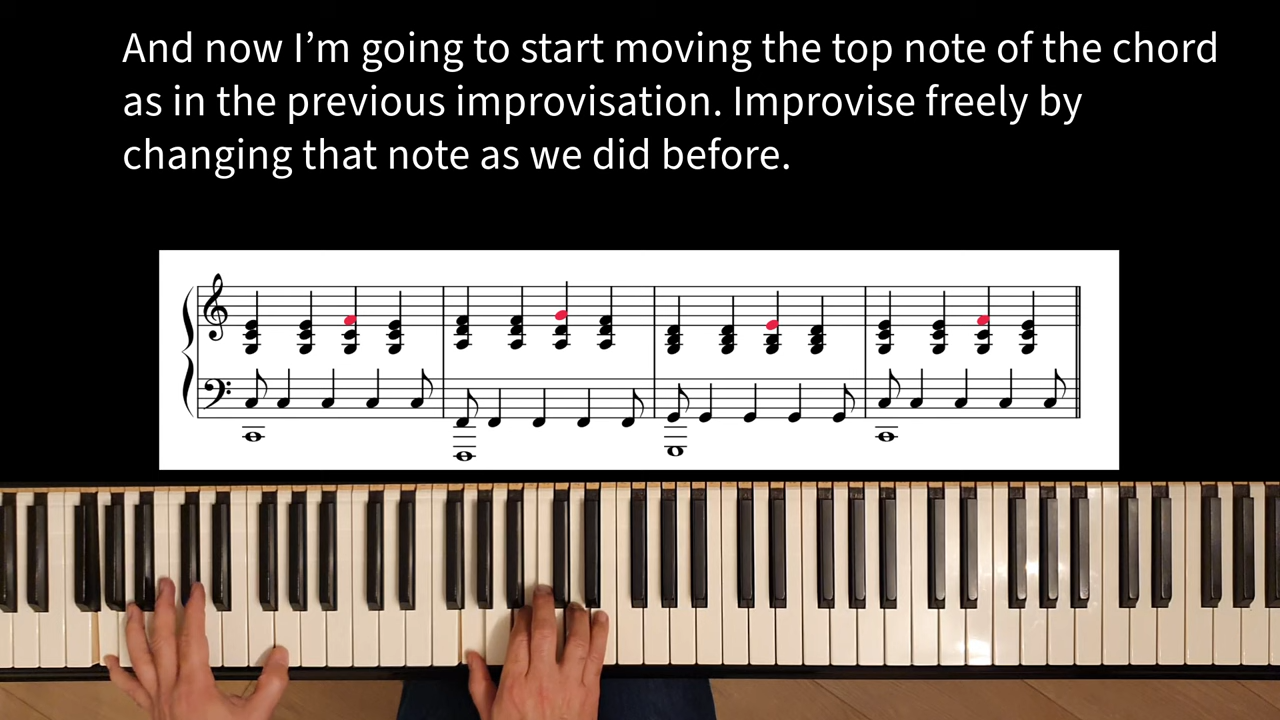 And now I’m going to start moving the top note of the chord
as in the previous improvisation. Improvise freely by
changing that note as we did before.